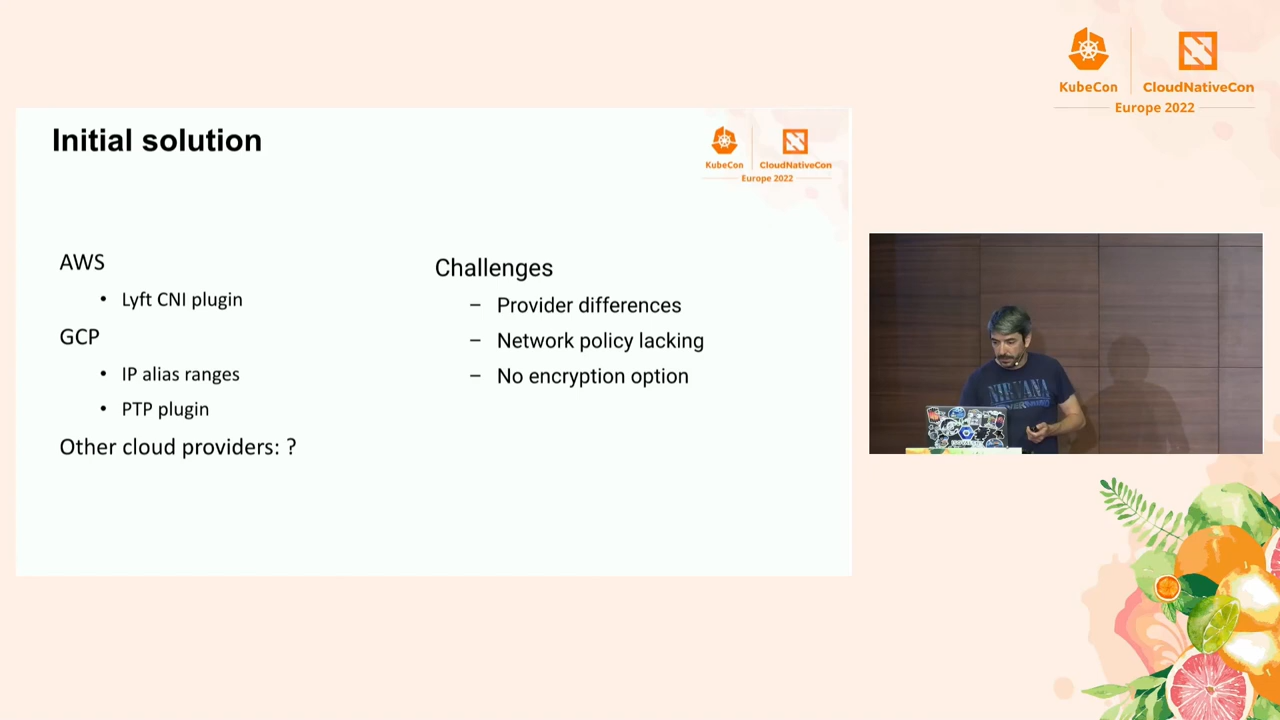 KubeCon
CloudNativeCon
Europe 2022
Initial solution
KubeCon
CloudNativeCon
Europe 2022
AWS
• Lyft CNI plugin
GCP
• IP alias ranges
• PTP plugin
Other cloud providers: ?
Challenges
– Provider differences
– Network policy lacking
– No encryption option
NIRVANA